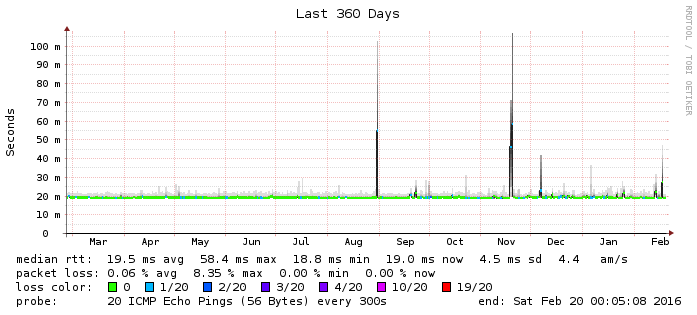 Last 360 Days
RRDTOOL / TOBI OETIKER
Seconds
100 m
90 m
80 m
70 m
60 m
50 m
40 m
30 m
20 m
10 m
0
Mar Apr May Jun Jul Aug Sep Oct Nov Dec Jan Feb
median rtt: 19.5 ms avg 58.4 ms max 18.8 ms min 19.0 ms now 4.5 ms sd 4.4 am/s
packet loss: 0.06 % avg 8.35 % max 0.00 % min 0.00 % now
loss color: 0 1/20 2/20 3/20 4/20 10/20 19/20
probe: 20 ICMP Echo Pings (56 Bytes) every 300s end: Sat Feb 20 00:05:08 2016